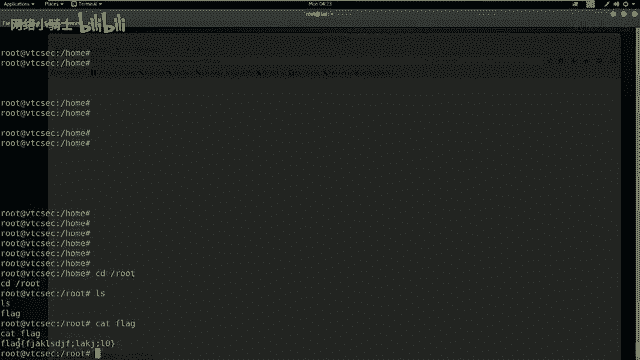 Applications Places Terminal Mon 04:23
网络小骑士 bilibili
root@vtcsec:/home#
root@vtcsec:/home#
root@vtcsec:/home#
root@vtcsec:/home#
root@vtcsec:/home#
root@vtcsec:/home#
root@vtcsec:/home#
root@vtcsec:/home#
root@vtcsec:/home#
root@vtcsec:/home#
root@vtcsec:/home#
root@vtcsec:/home#
root@vtcsec:/home# cd /root
cd /root
root@vtcsec:/root# ls
ls
flag
root@vtcsec:/root# cat flag
cat flag
flag{fjaklsdjf;lakj;l0}
root@vtcsec:/root#